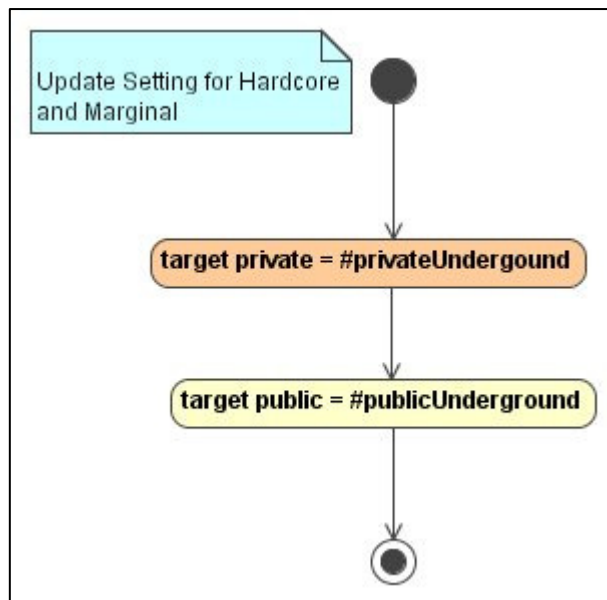 Update Setting for Hardcore
and Marginal
target private = #privateUndergound
target public = #publicUnderground